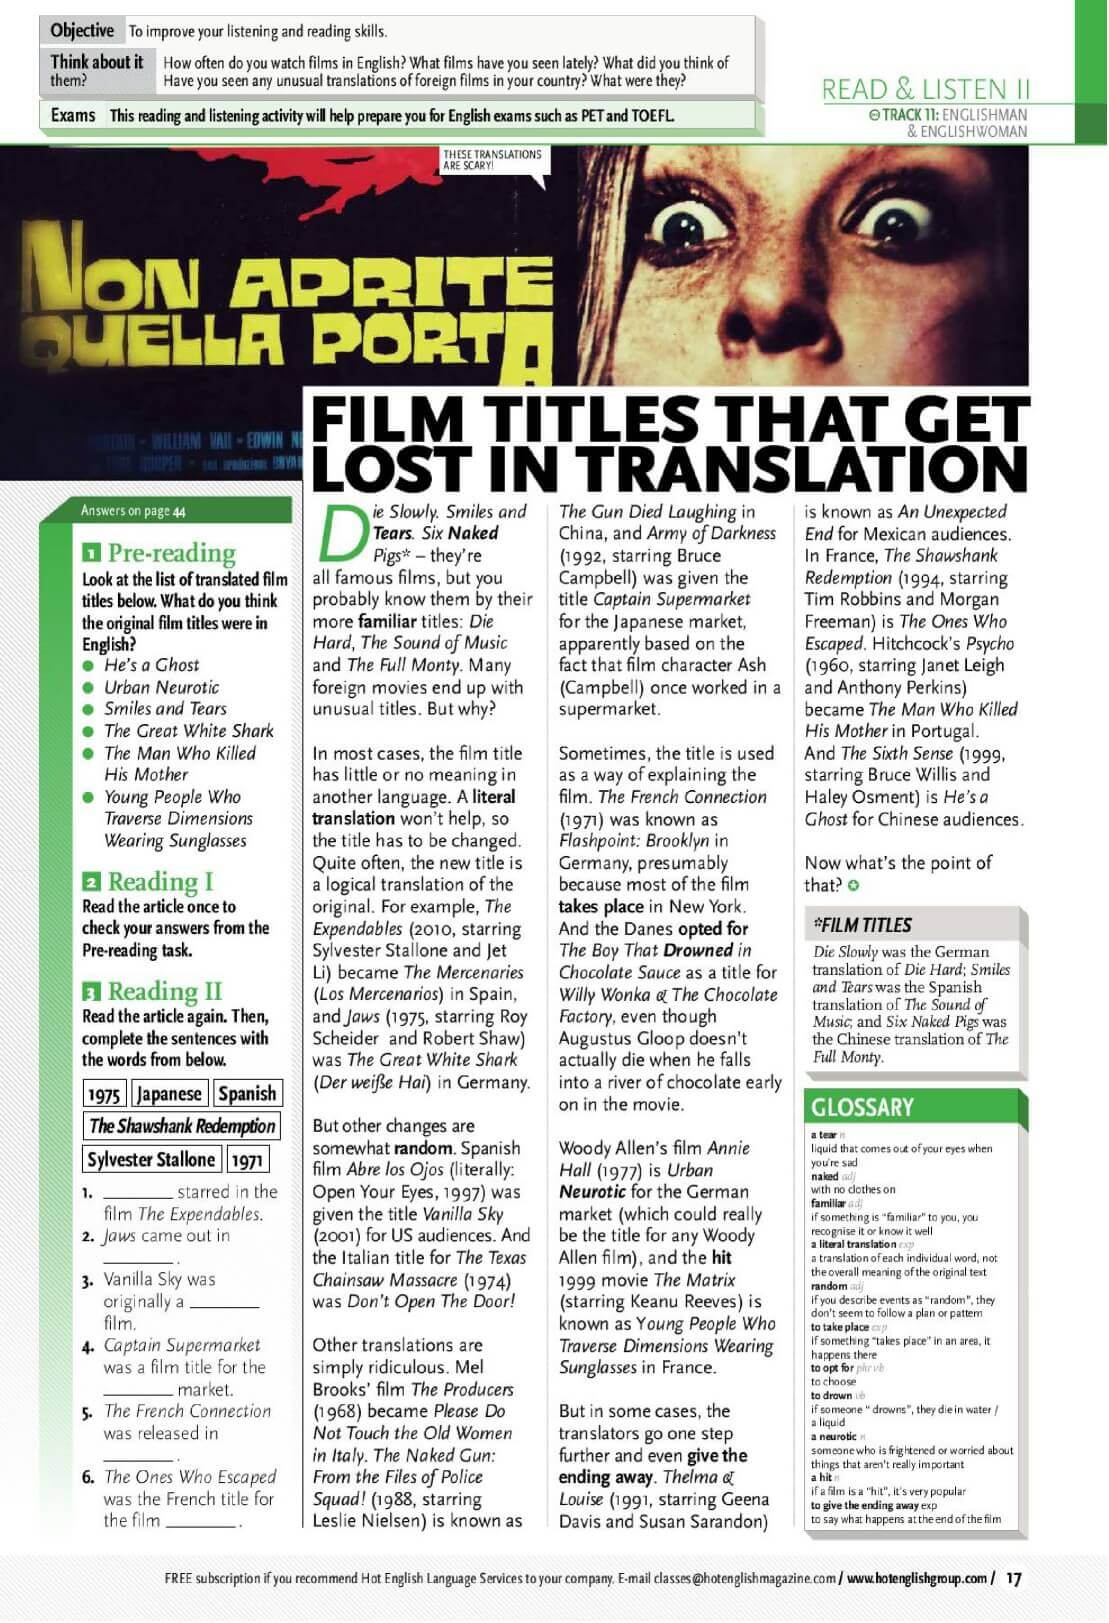 Objective To improve your listening and reading skills.
Think about it How often do you watch films in English? What films have you seen lately? What did you think of
them? Have you seen any unusual translations of foreign films in your country? What were they?
Exams This reading and listening activity will help prepare you for English exams such as PET and TOEFL.
READ & LISTEN II
TRACK 11: ENGLISHMAN
& ENGLISHWOMAN
THESE TRANSLATIONS
ARE SCARY!
NON APRITE
QUELLA PORTA
WILLIAM VAIL - EDWIN
FILM TITLES THAT GET
LOST IN TRANSLATION
Answers on page 44
1 Pre-reading
Look at the list of translated film
titles below. What do you think
the original film titles were in
English?
● He's a Ghost
● Urban Neurotic
● Smiles and Tears
● The Great White Shark
● The Man Who Killed
His Mother
● Young People Who
Traverse Dimensions
Wearing Sunglasses
2 Reading I
Read the article once to
check your answers from the
Pre-reading task.
3 Reading II
Read the article again. Then,
complete the sentences with
the words from below.
1975 Japanese Spanish
The Shawshank Redemption
Sylvester Stallone 1971
1. ________ starred in the
film The Expendables.
2. Jaws came out in
________ .
3. Vanilla Sky was
originally a ________
film.
4. Captain Supermarket
was a film title for the
________ market.
5. The French Connection
was released in
________ .
6. The Ones Who Escaped
was the French title for
the film ________ .
Die Slowly. Smiles and
Tears. Six Naked
Pigs* – they're
all famous films, but you
probably know them by their
more familiar titles: Die
Hard, The Sound of Music
and The Full Monty. Many
foreign movies end up with
unusual titles. But why?
In most cases, the film title
has little or no meaning in
another language. A literal
translation won't help, so
the title has to be changed.
Quite often, the new title is
a logical translation of the
original. For example, The
Expendables (2010, starring
Sylvester Stallone and Jet
Li) became The Mercenaries
(Los Mercenarios) in Spain,
and Jaws (1975, starring Roy
Scheider and Robert Shaw)
was The Great White Shark
(Der weiße Hai) in Germany.
But other changes are
somewhat random. Spanish
film Abre los Ojos (literally:
Open Your Eyes, 1997) was
given the title Vanilla Sky
(2001) for US audiences. And
the Italian title for The Texas
Chainsaw Massacre (1974)
was Don't Open The Door!
Other translations are
simply ridiculous. Mel
Brooks' film The Producers
(1968) became Please Do
Not Touch the Old Women
in Italy. The Naked Gun:
From the Files of Police
Squad! (1988, starring
Leslie Nielsen) is known as
The Gun Died Laughing in
China, and Army of Darkness
(1992, starring Bruce
Campbell) was given the
title Captain Supermarket
for the Japanese market,
apparently based on the
fact that film character Ash
(Campbell) once worked in a
supermarket.
Sometimes, the title is used
as a way of explaining the
film. The French Connection
(1971) was known as
Flashpoint: Brooklyn in
Germany, presumably
because most of the film
takes place in New York.
And the Danes opted for
The Boy That Drowned in
Chocolate Sauce as a title for
Willy Wonka & The Chocolate
Factory, even though
Augustus Gloop doesn't
actually die when he falls
into a river of chocolate early
on in the movie.
Woody Allen's film Annie
Hall (1977) is Urban
Neurotic for the German
market (which could really
be the title for any Woody
Allen film), and the hit
1999 movie The Matrix
(starring Keanu Reeves) is
known as Young People Who
Traverse Dimensions Wearing
Sunglasses in France.
But in some cases, the
translators go one step
further and even give the
ending away. Thelma &
Louise (1991, starring Geena
Davis and Susan Sarandon)
is known as An Unexpected
End for Mexican audiences.
In France, The Shawshank
Redemption (1994, starring
Tim Robbins and Morgan
Freeman) is The Ones Who
Escaped. Hitchcock's Psycho
(1960, starring Janet Leigh
and Anthony Perkins)
became The Man Who Killed
His Mother in Portugal.
And The Sixth Sense (1999,
starring Bruce Willis and
Haley Osment) is He's a
Ghost for Chinese audiences.
Now what's the point of
that?
*FILM TITLES
Die Slowly was the German
translation of Die Hard; Smiles
and Tears was the Spanish
translation of The Sound of
Music; and Six Naked Pigs was
the Chinese translation of The
Full Monty.
GLOSSARY
a tear n
liquid that comes out of your eyes when
you're sad
naked adj
with no clothes on
familiar adj
if something is "familiar" to you, you
recognise it or know it well
a literal translation exp
a translation of each individual word, not
the overall meaning of the original text
random adj
if you describe events as "random", they
don't seem to follow a plan or pattern
to take place exp
if something "takes place" in an area, it
happens there
to opt for phr vb
to choose
to drown vb
if someone " drowns", they die in water /
a liquid
a neurotic n
someone who is frightened or worried about
things that aren't really important
a hit n
if a film is a "hit", it's very popular
to give the ending away exp
to say what happens at the end of the film
FREE subscription if you recommend Hot English Language Services to your company. E-mail classes@hotenglishmagazine.com / www.hotenglishgroup.com / 17